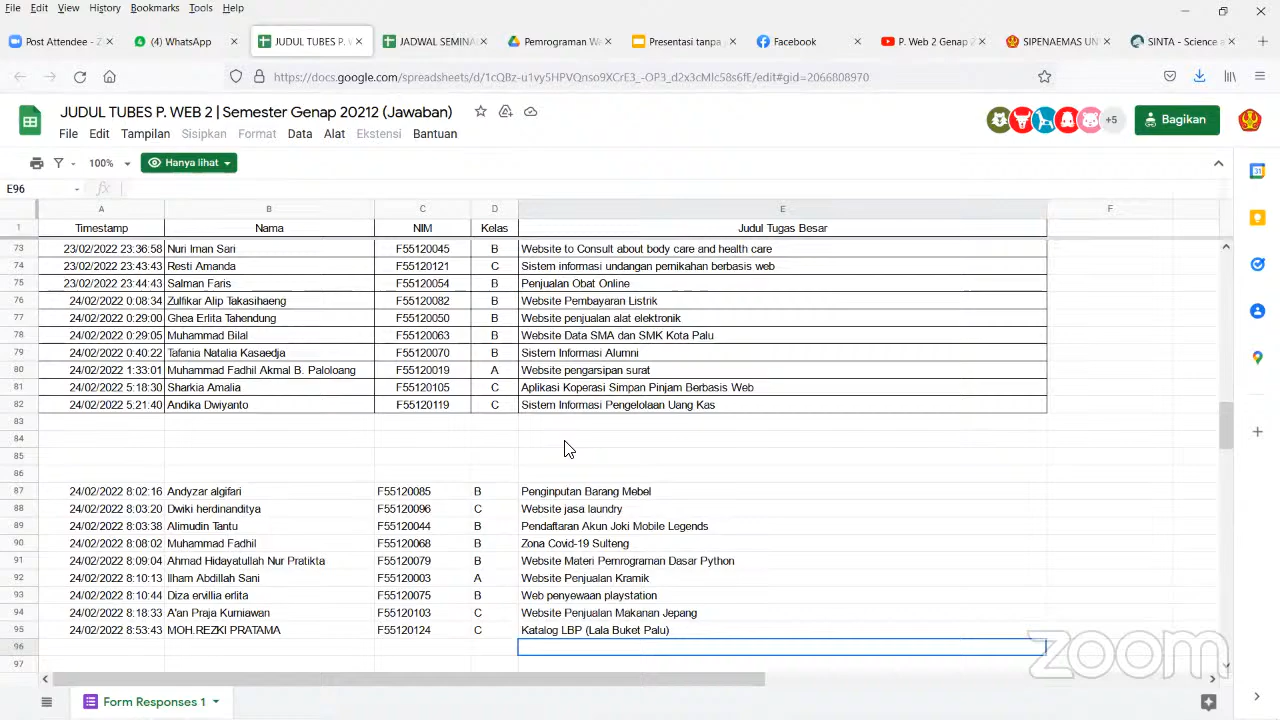 File Edit View History Bookmarks Tools Help
Post Attendee - Z (4) WhatsApp JUDUL TUBES P. V JADWAL SEMINA Pemrograman We Presentasi tanpa Facebook P. Web 2 Genap 2 SIPENAEMAS UN SINTA - Science a
https://docs.google.com/spreadsheets/d/1cQBz-u1vy5HPVQnso9XCrE3_-OP3_d2x3cMlc58s6fE/edit#gid=2066808970
JUDUL TUBES P. WEB 2 | Semester Genap 20212 (Jawaban)
File Edit Tampilan Sisipkan Format Data Alat Ekstensi Bantuan
+5 Bagikan
100% Hanya lihat
E96 fx
A B C D E F
1 Timestamp Nama NIM Kelas Judul Tugas Besar
73 23/02/2022 23:36:58 Nuri Iman Sari F55120045 B Website to Consult about body care and health care
74 23/02/2022 23:43:43 Resti Amanda F55120121 C Sistem informasi undangan pernikahan berbasis web
75 23/02/2022 23:44:43 Salman Faris F55120054 B Penjualan Obat Online
76 24/02/2022 0:08:34 Zulfikar Alip Takasihaeng F55120082 B Website Pembayaran Listrik
77 24/02/2022 0:29:00 Ghea Erlita Tahendung F55120050 B Website penjualan alat elektronik
78 24/02/2022 0:29:05 Muhammad Bilal F55120063 B Website Data SMA dan SMK Kota Palu
79 24/02/2022 0:40:22 Tafania Natalia Kasaedja F55120070 B Sistem Informasi Alumni
80 24/02/2022 1:33:01 Muhammad Fadhil Akmal B. Paloloang F55120019 A Website pengarsipan surat
81 24/02/2022 5:18:30 Sharkia Amalia F55120105 C Aplikasi Koperasi Simpan Pinjam Berbasis Web
82 24/02/2022 5:21:40 Andika Dwiyanto F55120119 C Sistem Informasi Pengelolaan Uang Kas
83
84
85
86
87 24/02/2022 8:02:16 Andyzar algifari F55120085 B Penginputan Barang Mebel
88 24/02/2022 8:03:20 Dwiki herdinanditya F55120096 C Website jasa laundry
89 24/02/2022 8:03:38 Alimudin Tantu F55120044 B Pendaftaran Akun Joki Mobile Legends
90 24/02/2022 8:08:02 Muhammad Fadhil F55120068 B Zona Covid-19 Sulteng
91 24/02/2022 8:09:04 Ahmad Hidayatullah Nur Pratikta F55120079 B Website Materi Pemrograman Dasar Python
92 24/02/2022 8:10:13 Ilham Abdillah Sani F55120003 A Website Penjualan Kramik
93 24/02/2022 8:10:44 Diza ervillia erlita F55120075 B Web penyewaan playstation
94 24/02/2022 8:18:33 A'an Praja Kurniawan F55120103 C Website Penjualan Makanan Jepang
95 24/02/2022 8:53:43 MOH.REZKI PRATAMA F55120124 C Katalog LBP (Lala Buket Palu)
96
97
zoom
Form Responses 1